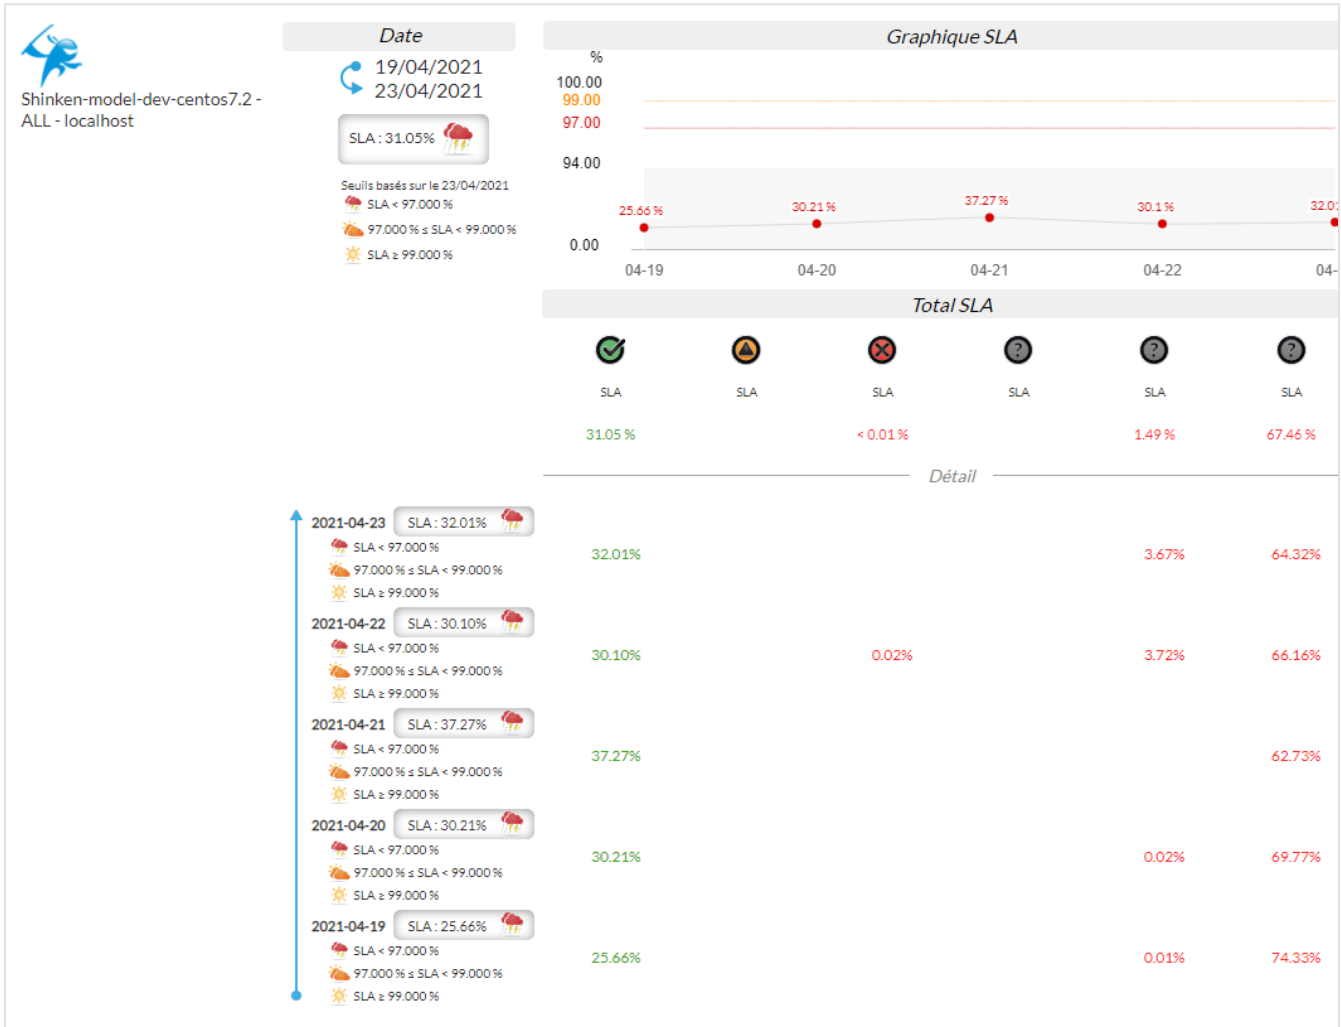 Shinken-model-dev-centos7.2 -
ALL - localhost
Date
19/04/2021
23/04/2021
SLA : 31.05%
Seuils basés sur le 23/04/2021
SLA < 97.000 %
97.000 % ≤ SLA < 99.000 %
SLA ≥ 99.000 %
Graphique SLA
%
100.00
99.00
97.00
94.00
0.00
25.66 %
30.21 %
37.27 %
30.1 %
32.01
04-19
04-20
04-21
04-22
04-
Total SLA
SLA SLA SLA SLA SLA SLA
31.05 % < 0.01 % 1.49 % 67.46 %
Détail
2021-04-23 SLA : 32.01%
SLA < 97.000 %
97.000 % ≤ SLA < 99.000 %
SLA ≥ 99.000 %
32.01% 3.67% 64.32%
2021-04-22 SLA : 30.10%
SLA < 97.000 %
97.000 % ≤ SLA < 99.000 %
SLA ≥ 99.000 %
30.10% 0.02% 3.72% 66.16%
2021-04-21 SLA : 37.27%
SLA < 97.000 %
97.000 % ≤ SLA < 99.000 %
SLA ≥ 99.000 %
37.27% 62.73%
2021-04-20 SLA : 30.21%
SLA < 97.000 %
97.000 % ≤ SLA < 99.000 %
SLA ≥ 99.000 %
30.21% 0.02% 69.77%
2021-04-19 SLA : 25.66%
SLA < 97.000 %
97.000 % ≤ SLA < 99.000 %
SLA ≥ 99.000 %
25.66% 0.01% 74.33%